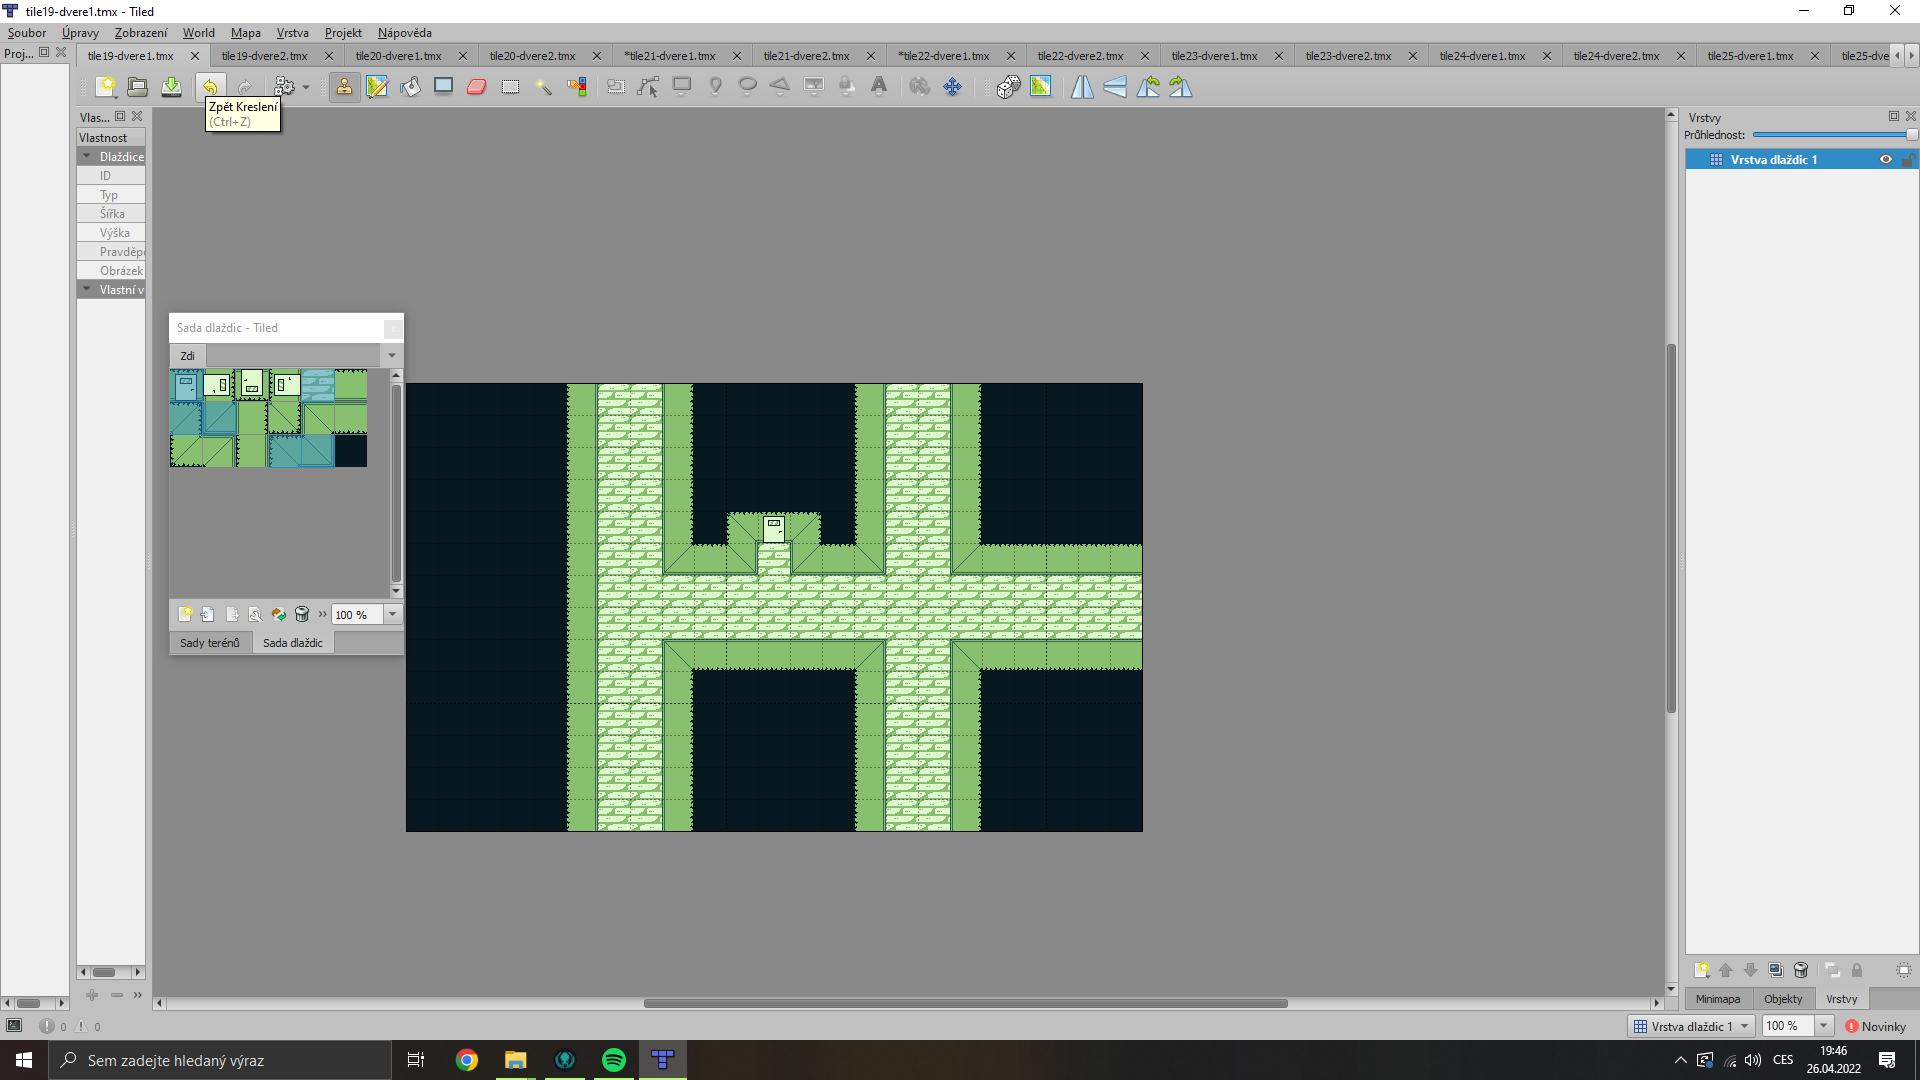 tile19-dvere1.tmx - Tiled
Soubor Úpravy Zobrazení World Mapa Vrstva Projekt Nápověda
Proj...
tile19-dvere1.tmx tile19-dvere2.tmx tile20-dvere1.tmx tile20-dvere2.tmx *tile21-dvere1.tmx tile21-dvere2.tmx *tile22-dvere1.tmx tile22-dvere2.tmx tile23-dvere1.tmx tile23-dvere2.tmx tile24-dvere1.tmx tile24-dvere2.tmx tile25-dvere1.tmx tile25-dve
Zpět Kreslení
(Ctrl+Z)
Vlas...
Vlastnost
Dlaždice
ID
Typ
Šířka
Výška
Pravděpo
Obrázek
Vlastní v
Sada dlaždic - Tiled
Zdi
100 %
Sady terénů Sada dlaždic
Vrstvy
Průhlednost:
Vrstva dlaždic 1
Minimapa Objekty Vrstvy
0 0
Vrstva dlaždic 1 100 % Novinky
Sem zadejte hledaný výraz
CES
19:46
26.04.2022